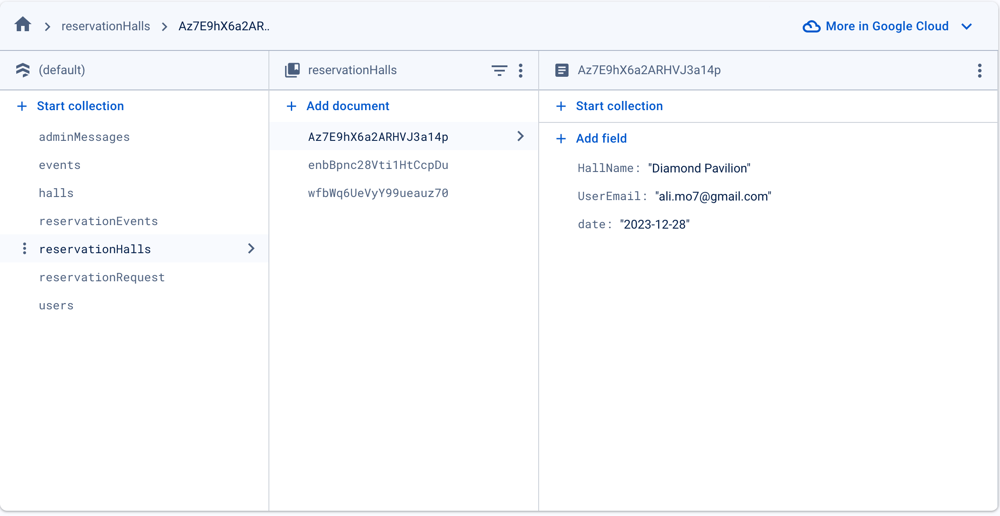 reservationHalls
Az7E9hX6a2AR..
More in Google Cloud
(default)
Start collection
adminMessages
events
halls
reservationEvents
reservationHalls
reservationRequest
users
reservationHalls
Add document
Az7E9hX6a2ARHVJ3a14p
enbBpnc28Vti1HtCcpDu
wfbWq6UeVyY99ueauz70
Az7E9hX6a2ARHVJ3a14p
Start collection
Add field
HallName: "Diamond Pavilion"
UserEmail: "ali.mo7@gmail.com"
date: "2023-12-28"